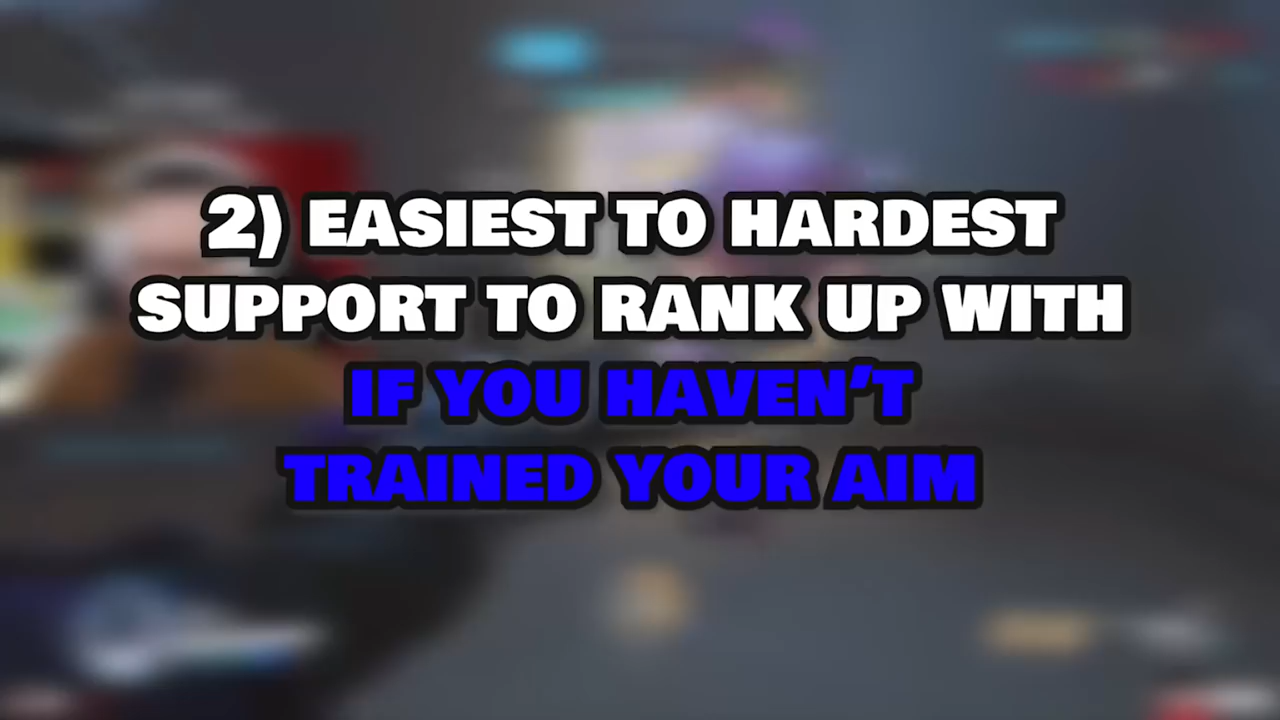 2) EASIEST TO HARDEST
SUPPORT TO RANK UP WITH
IF YOU HAVEN'T
TRAINED YOUR AIM